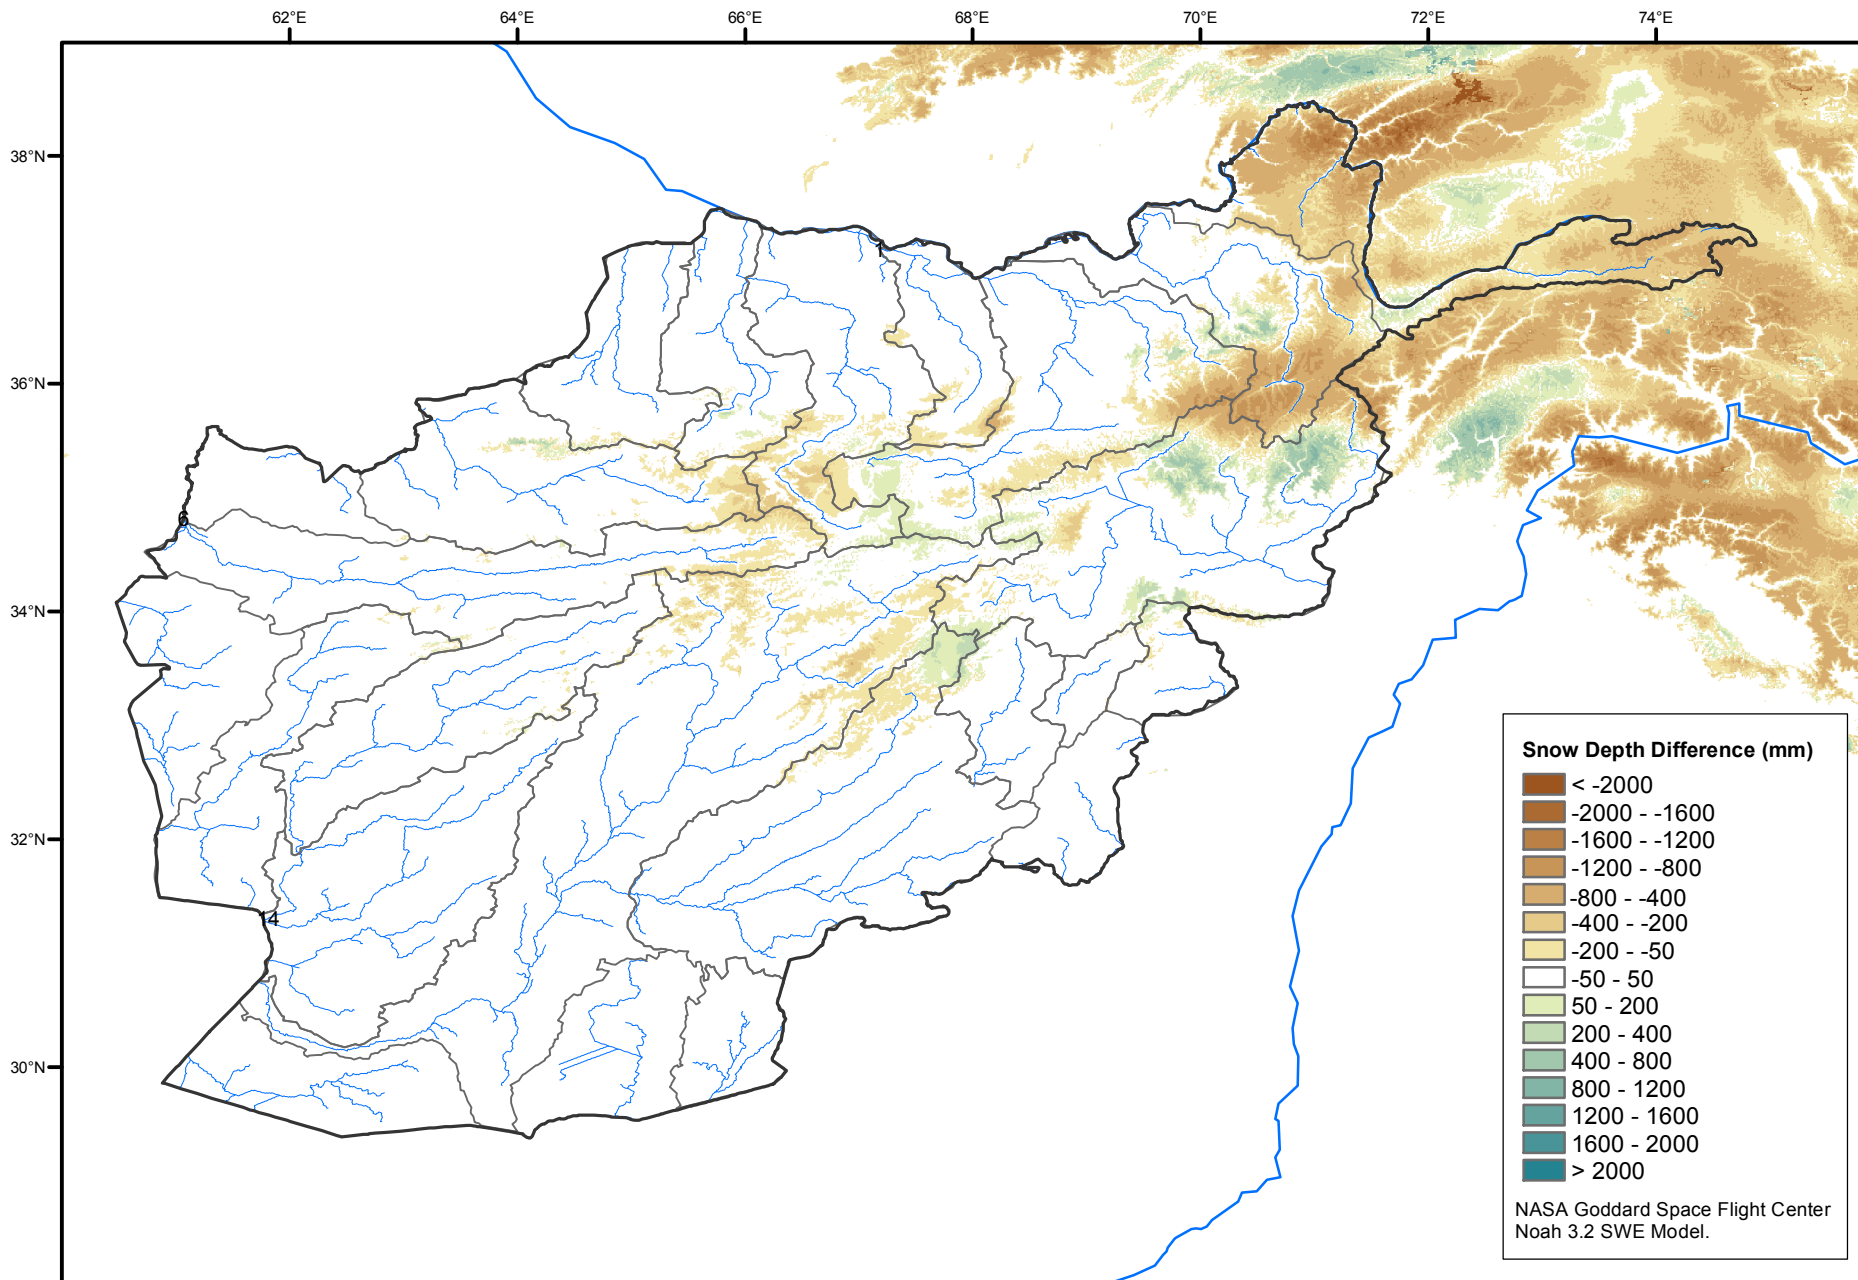 62°E 64°E 66°E 68°E 70°E 72°E 74°E
38°N
1
36°N
6
34°N
32°N
14
30°N
Snow Depth Difference (mm)
< -2000
-2000 - -1600
-1600 - -1200
-1200 - -800
-800 - -400
-400 - -200
-200 - -50
-50 - 50
50 - 200
200 - 400
400 - 800
800 - 1200
1200 - 1600
1600 - 2000
> 2000
NASA Goddard Space Flight Center
Noah 3.2 SWE Model.